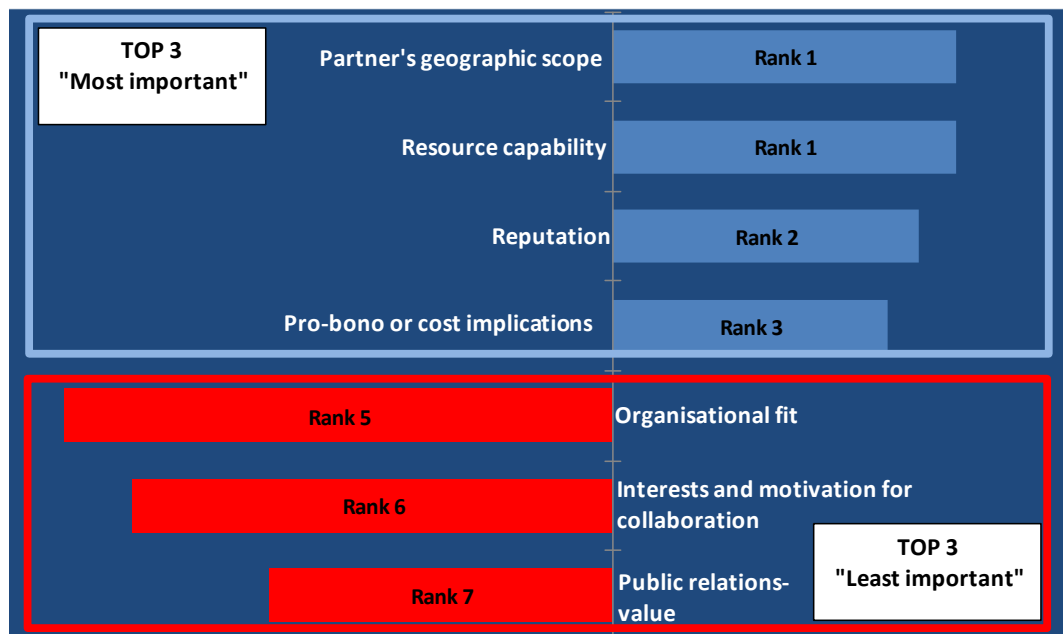 TOP 3
"Most important"
Partner's geographic scope
Rank 1
Resource capability
Rank 1
Reputation
Rank 2
Pro-bono or cost implications
Rank 3
Rank 5
Organisational fit
Rank 6
Interests and motivation for
collaboration
Rank 7
Public relations-
value
TOP 3
"Least important"